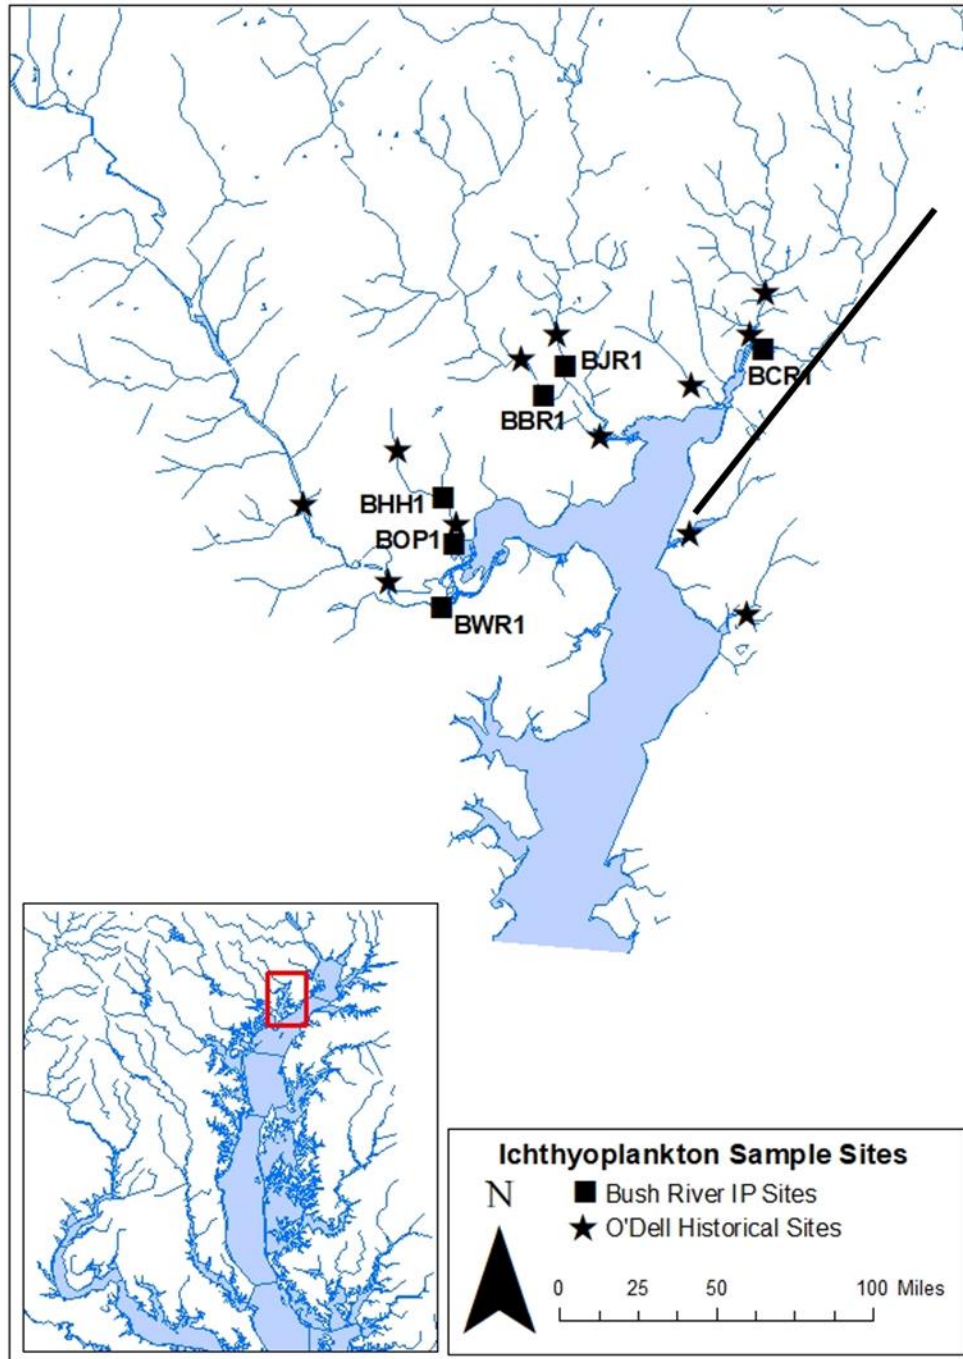 BJR1
BCR1
BBR1
BHH1
BOP1
BWR1
Ichthyoplankton Sample Sites
N
Bush River IP Sites
O'Dell Historical Sites
0 25 50 100 Miles